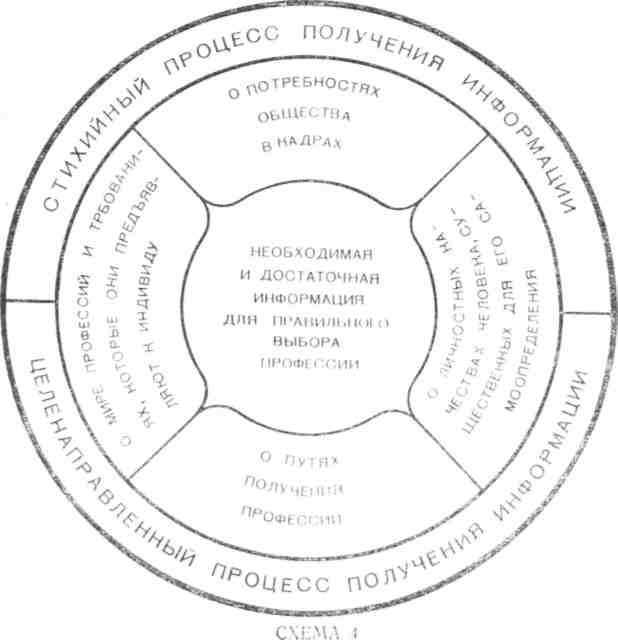 СТИХИЙНЫЙ ПРОЦЕСС ПОЛУЧЕНИЯ ИНФОРМАЦИИ
О ПОТРЕБНОСТЯХ
ОБЩЕСТВА
В КАДРАХ
О МИРЕ ПРОФЕССИЙ И ТРБОВАНИ-
ЯХ, КОТОРЫЕ ОНИ ПРЕДЪЯВ-
ЛЯЮТ К ИНДИВИДУ
НЕОБХОДИМАЯ
И ДОСТАТОЧНАЯ
ИНФОРМАЦИЯ
ДЛЯ ПРАВИЛЬНОГО
ВЫБОРА
ПРОФЕССИИ
О ЛИЧНОСТНЫХ КА-
ЧЕСТВАХ ЧЕЛОВЕКА, СУ-
ЩЕСТВЕННЫХ ДЛЯ ЕГО СА-
МООПРЕДЕЛЕНИЯ
О ПУТЯХ
ПОЛУЧЕНИЯ
ПРОФЕССИИ
ЦЕЛЕНАПРАВЛЕННЫЙ ПРОЦЕСС ПОЛУЧЕНИЯ ИНФОРМАЦИИ
СХЕМА 4